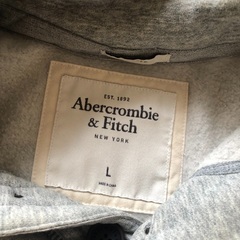 EST. 1892
Abercrombie
& Fitch
NEW YORK
L